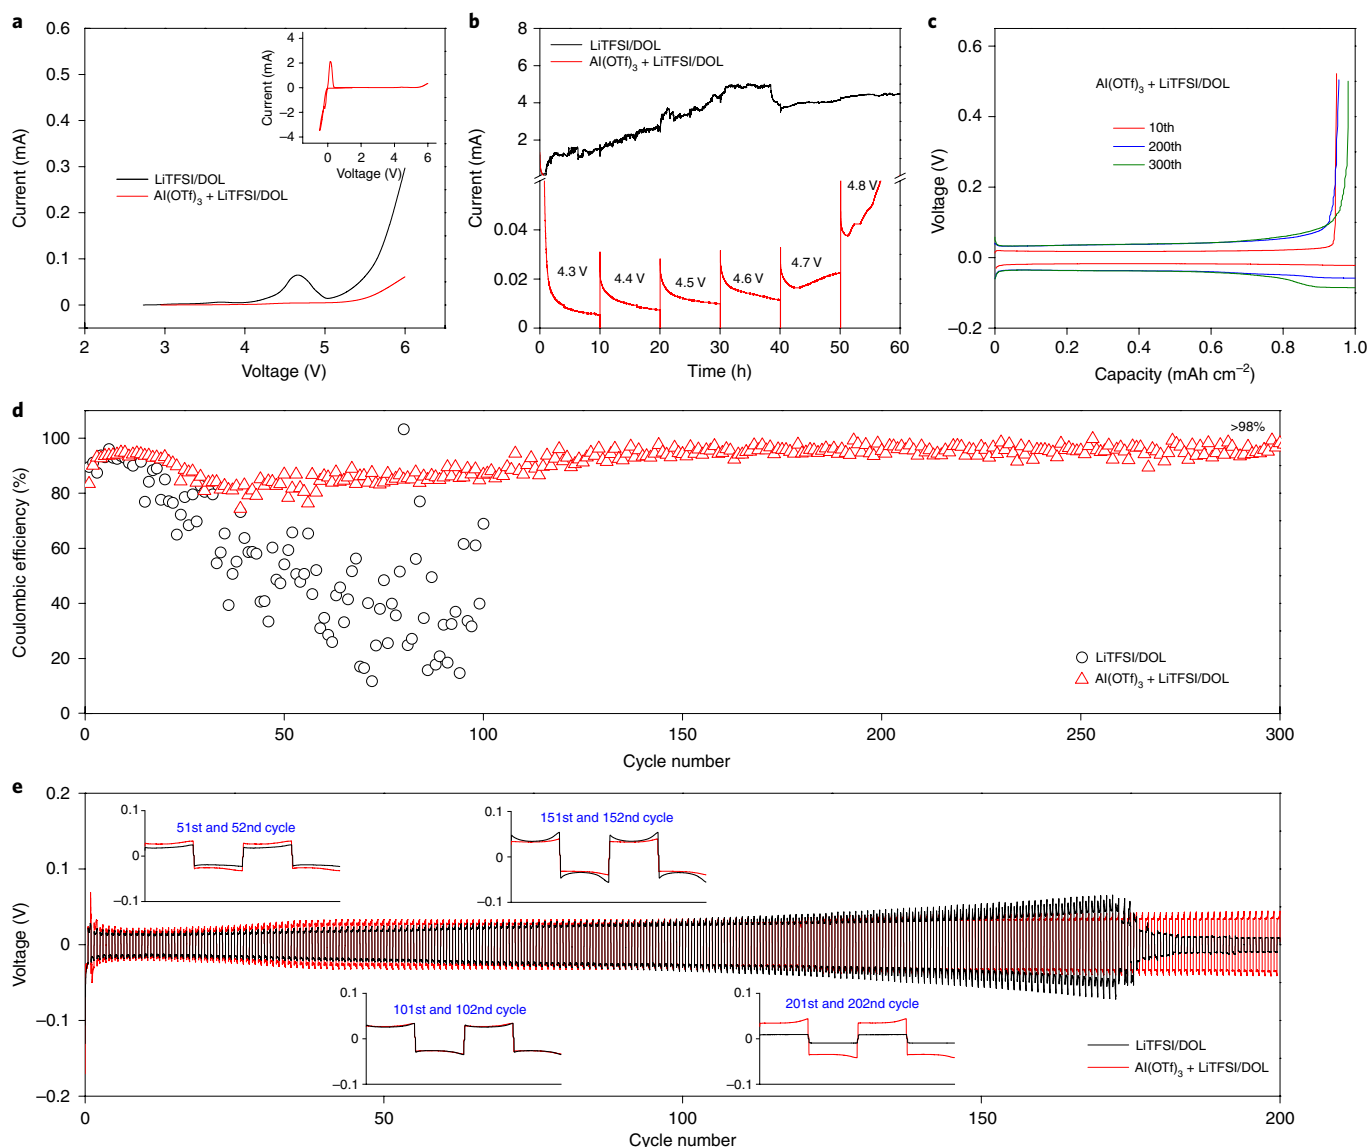 a
0.6
0.5
0.4
0.3
0.2
0.1
0
2
3
4
5
6
Current (mA)
Voltage (V)
LiTFSI/DOL
Al(OTf)₃ + LiTFSI/DOL
4
2
0
−2
−4
0
2
4
6
Current (mA)
Voltage (V)
b
8
6
4
2
0.04
0.02
0
0
10
20
30
40
50
60
Current (mA)
Time (h)
LiTFSI/DOL
Al(OTf)₃ + LiTFSI/DOL
4.3 V
4.4 V
4.5 V
4.6 V
4.7 V
4.8 V
c
0.6
0.4
0.2
0.0
−0.2
0
0.2
0.4
0.6
0.8
1.0
Voltage (V)
Capacity (mAh cm⁻²)
Al(OTf)₃ + LiTFSI/DOL
10th
200th
300th
d
100
80
60
40
20
0
0
50
100
150
200
250
300
Coulombic efficiency (%)
Cycle number
>98%
LiTFSI/DOL
Al(OTf)₃ + LiTFSI/DOL
e
0.2
0.1
0
−0.1
−0.2
0
50
100
150
200
Voltage (V)
Cycle number
0.1
0
−0.1
51st and 52nd cycle
0.1
0
−0.1
151st and 152nd cycle
0.1
0
−0.1
101st and 102nd cycle
0.1
0
−0.1
201st and 202nd cycle
LiTFSI/DOL
Al(OTf)₃ + LiTFSI/DOL